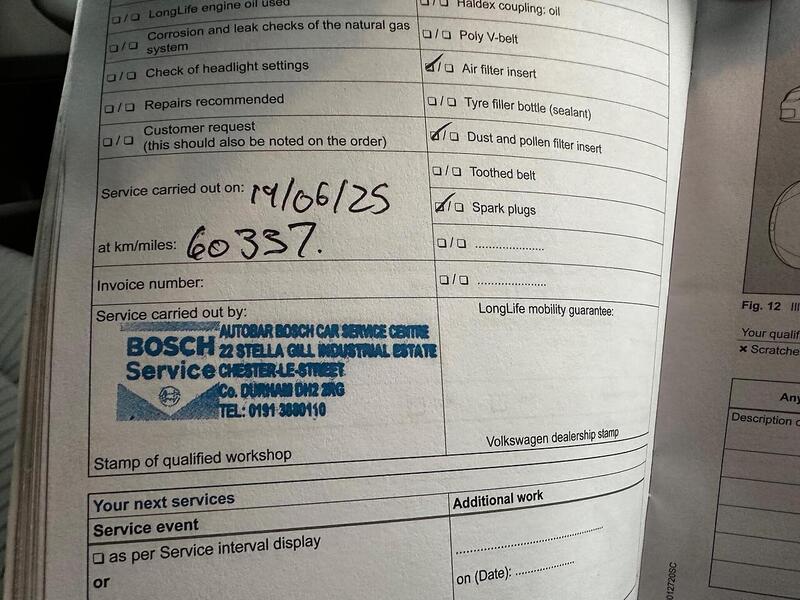 LongLife engine oil used
Corrosion and leak checks of the natural gas
system
Check of headlight settings
Repairs recommended
Customer request
(this should also be noted on the order)
Service carried out on: 19/06/25
at km/miles: 60337.
Invoice number:
Service carried out by:
BOSCH
Service
AUTOBAR BOSCH CAR SERVICE CENTRE
22 STELLA GILL INDUSTRIAL ESTATE
CHESTER-LE-STREET
Co. DURHAM DH2 2RG
TEL: 0191 3880110
Stamp of qualified workshop
Haldex coupling: oil
Poly V-belt
Air filter insert
Tyre filler bottle (sealant)
Dust and pollen filter insert
Toothed belt
Spark plugs
LongLife mobility guarantee:
Volkswagen dealership stamp
Your next services
Service event
as per Service interval display
or
Additional work
on (Date):
Fig. 12
Your qualif
× Scratche
Any
Description o
012720SC